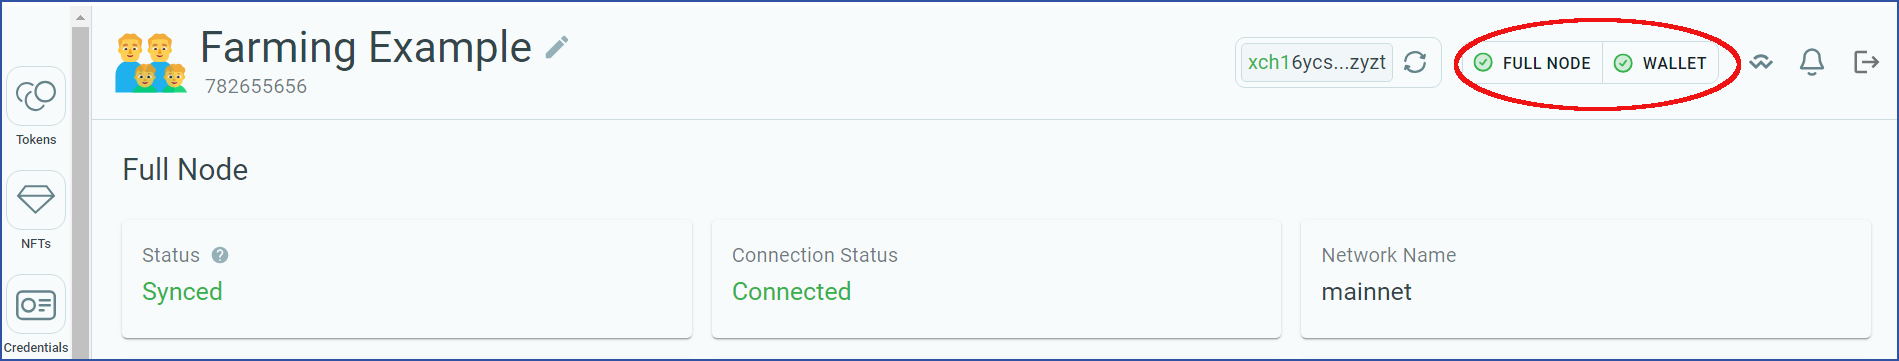 Farming Example
782655656
xch16ycs...zyzt
FULL NODE
WALLET
Tokens
NFTs
Credentials
Full Node
Status ?
Synced
Connection Status
Connected
Network Name
mainnet